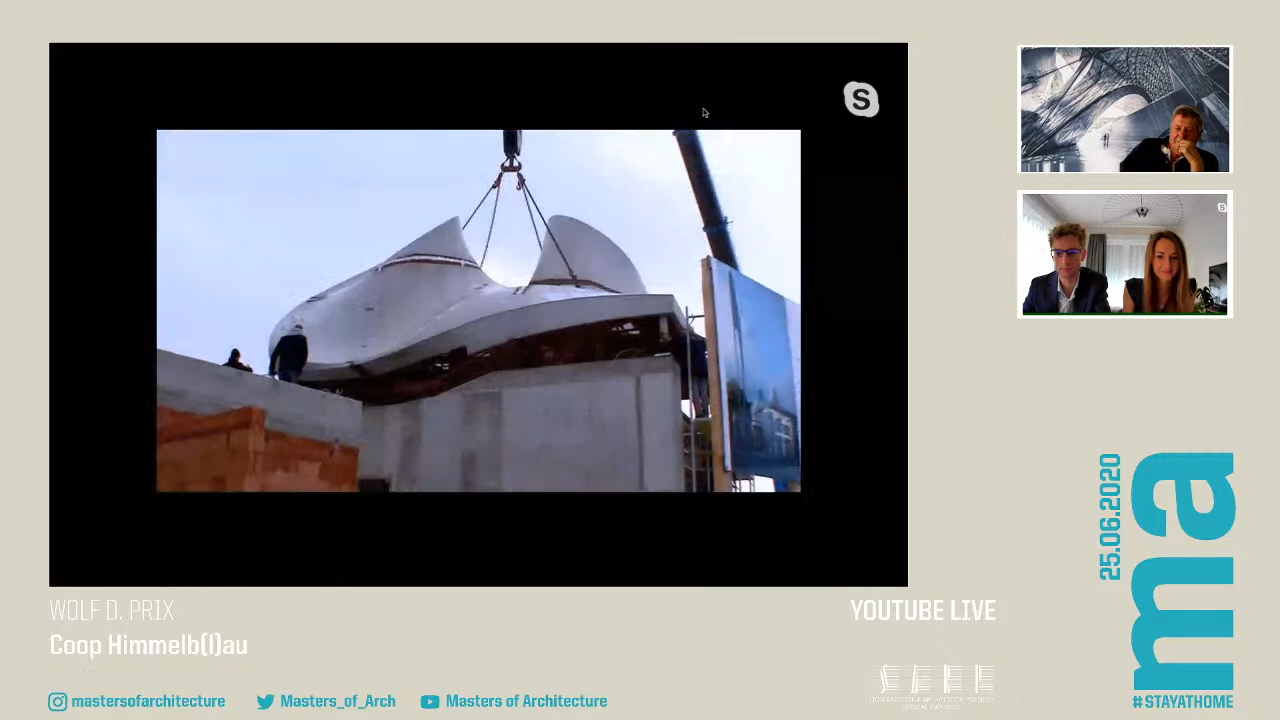 S
S
25.06.2020
ma
WOLF D. PRIX
Coop Himmelb(l)au
YOUTUBE LIVE
mastersofarchitecture
Masters_of_Arch
Masters of Architecture
#STAYATHOME